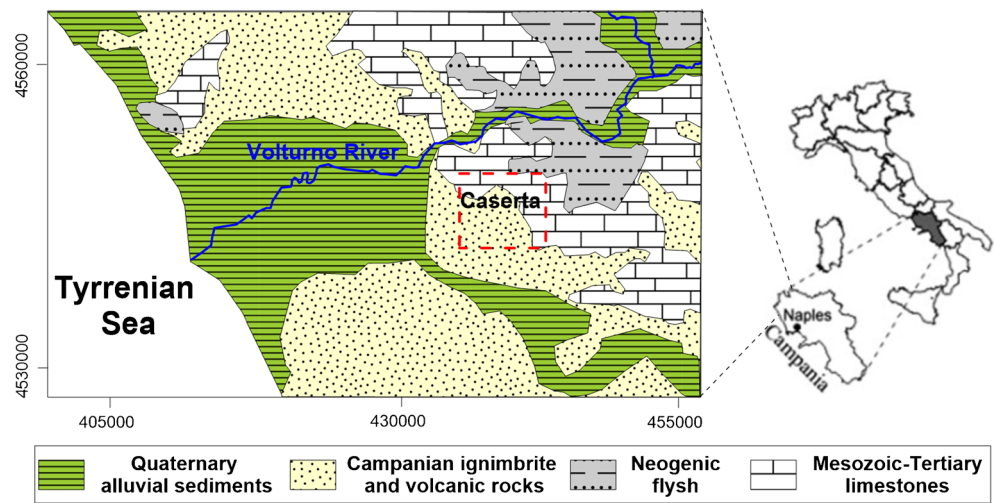 4560000
4530000
Volturno River
Caserta
Tyrrenian
Sea
405000
430000
455000
Naples
Campania
Quaternary
alluvial sediments
Campanian ignimbrite
and volcanic rocks
Neogenic
flysh
Mesozoic-Tertiary
limestones